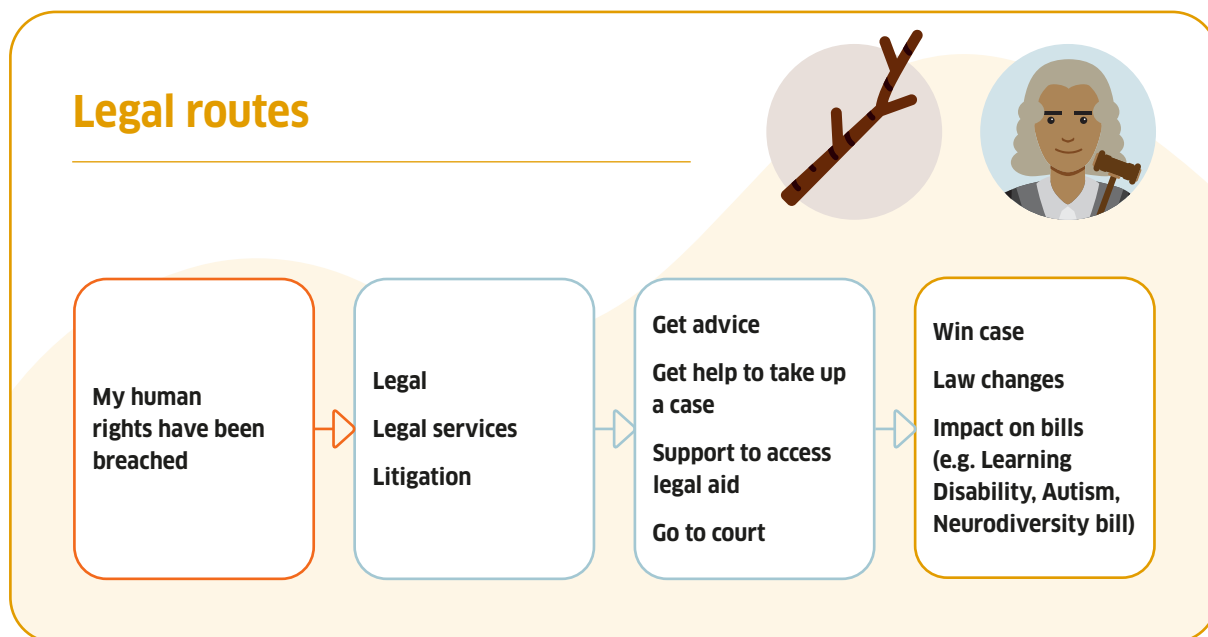 Legal routes
My human
rights have been
breached
Legal
Legal services
Litigation
Get advice
Get help to take up
a case
Support to access
legal aid
Go to court
Win case
Law changes
Impact on bills
(e.g. Learning
Disability, Autism,
Neurodiversity bill)